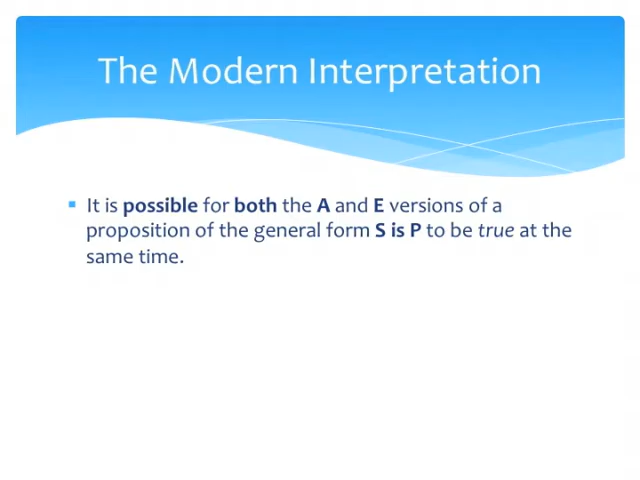 The Modern Interpretation
▪ It is possible for both the A and E versions of a
proposition of the general form S is P to be true at the
same time.